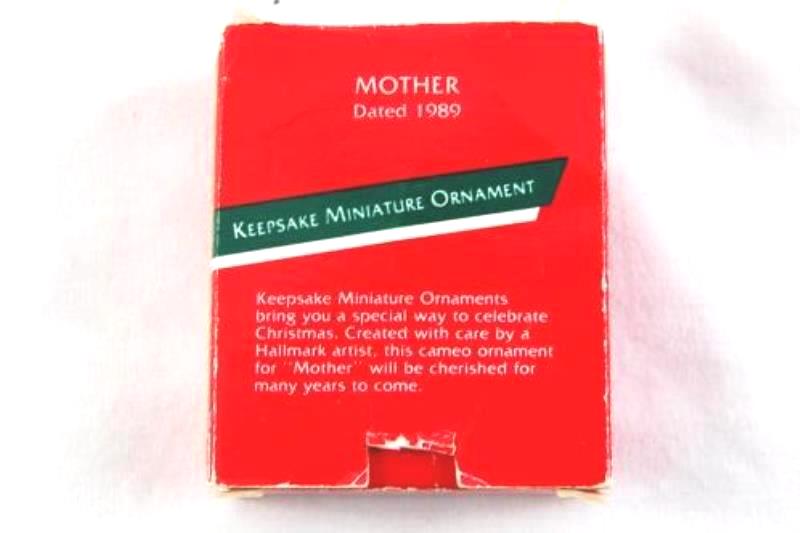 MOTHER
Dated 1989
KEEPSAKE MINIATURE ORNAMENT
Keepsake Miniature Ornaments
bring you a special way to celebrate
Christmas. Created with care by a
Hallmark artist, this cameo ornament
for "Mother" will be cherished for
many years to come.